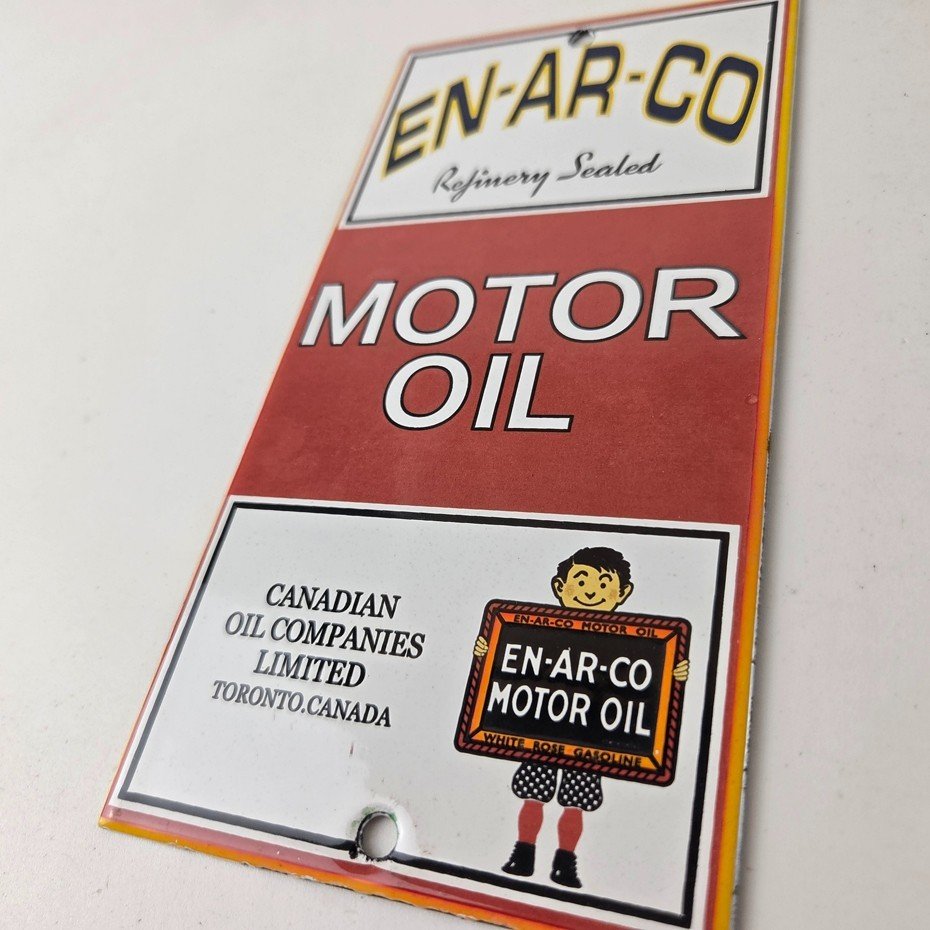 EN-AR-CO
Refinery Sealed
MOTOR
OIL
CANADIAN
OIL COMPANIES
LIMITED
TORONTO.CANADA
EN-AR-CO MOTOR OIL
EN-AR-CO
MOTOR OIL
WHITE ROSE GASOLINE